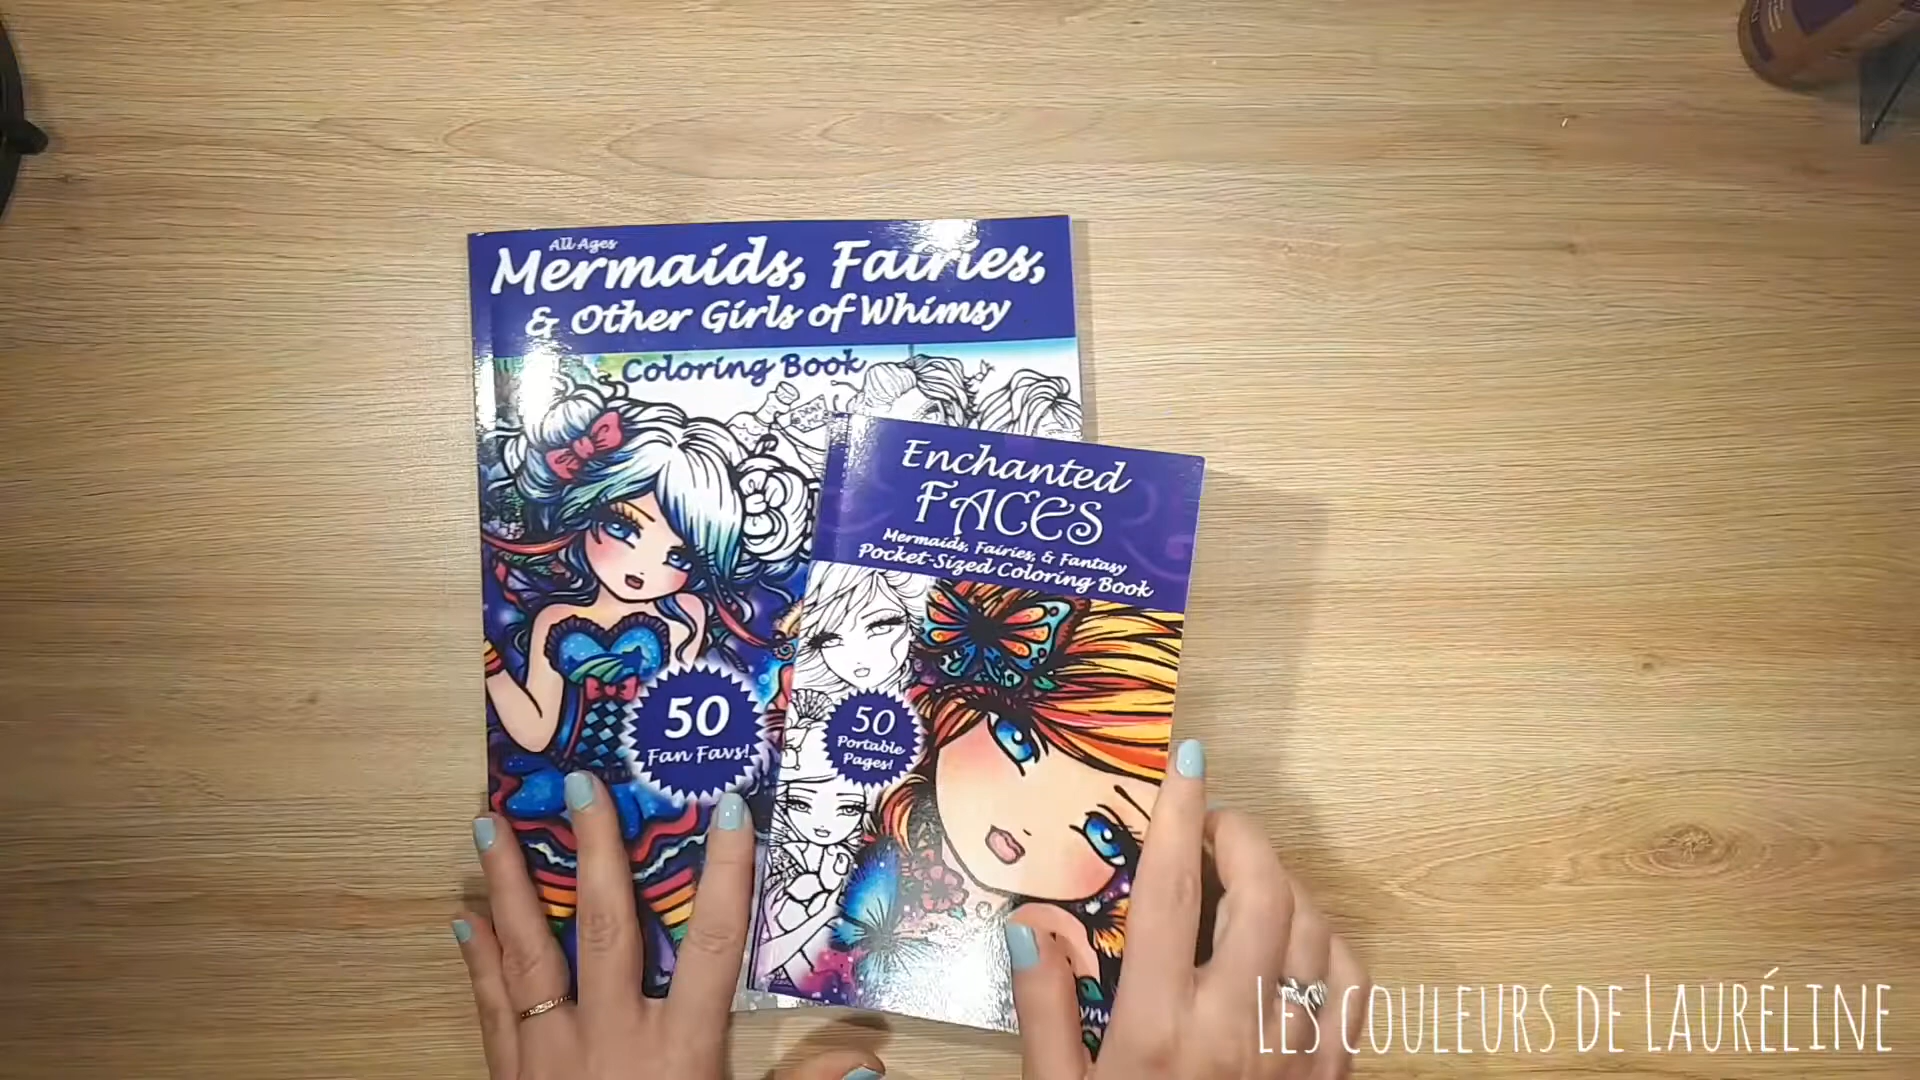 All Ages
Mermaids, Fairies,
& Other Girls of Whimsy
Coloring Book
50
Fan Favs!
Enchanted
FACES
Mermaids, Fairies, & Fantasy
Pocket-Sized Coloring Book
50
Portable
Pages!
LES COULEURS DE LAURÉLINE